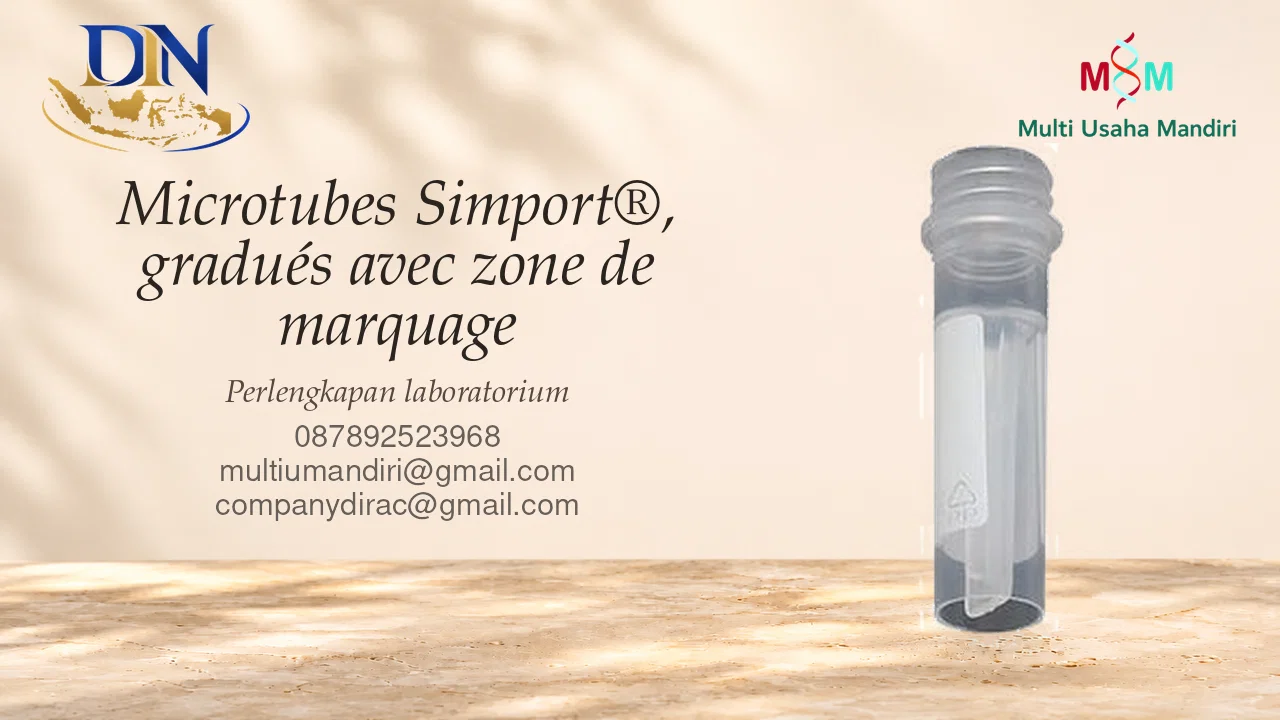 DIN
M M
Multi Usaha Mandiri
Microtubes Simport®,
gradués avec zone de
marquage
Perlengkapan laboratorium
087892523968
multiumandiri@gmail.com
companydirac@gmail.com